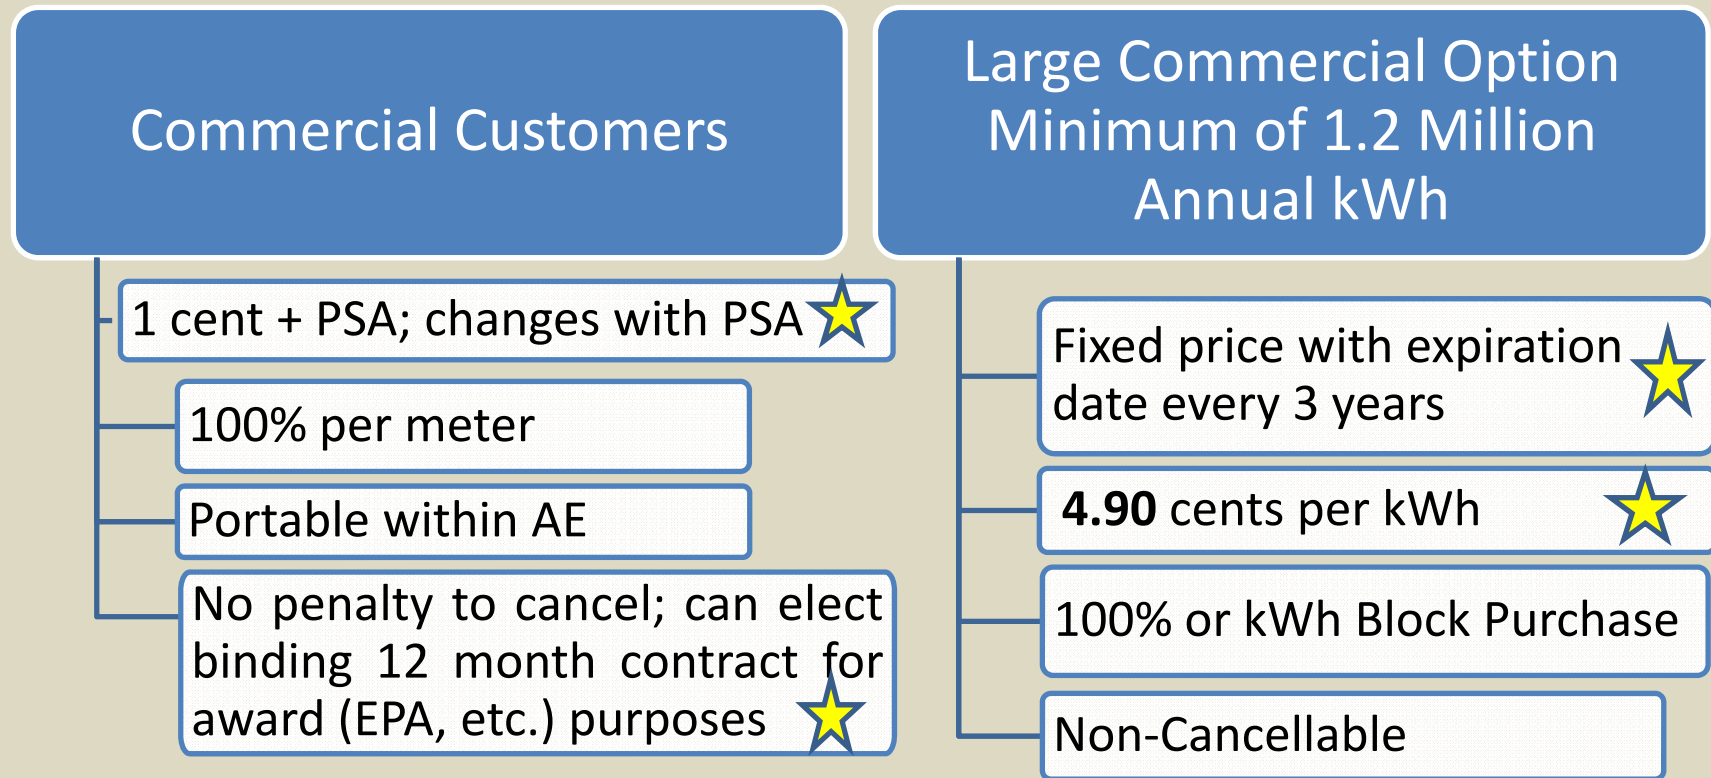 Commercial Customers
1 cent + PSA; changes with PSA
100% per meter
Portable within AE
No penalty to cancel; can elect
binding 12 month contract for
award (EPA, etc.) purposes
Large Commercial Option
Minimum of 1.2 Million
Annual kWh
Fixed price with expiration
date every 3 years
4.90 cents per kWh
100% or kWh Block Purchase
Non-Cancellable